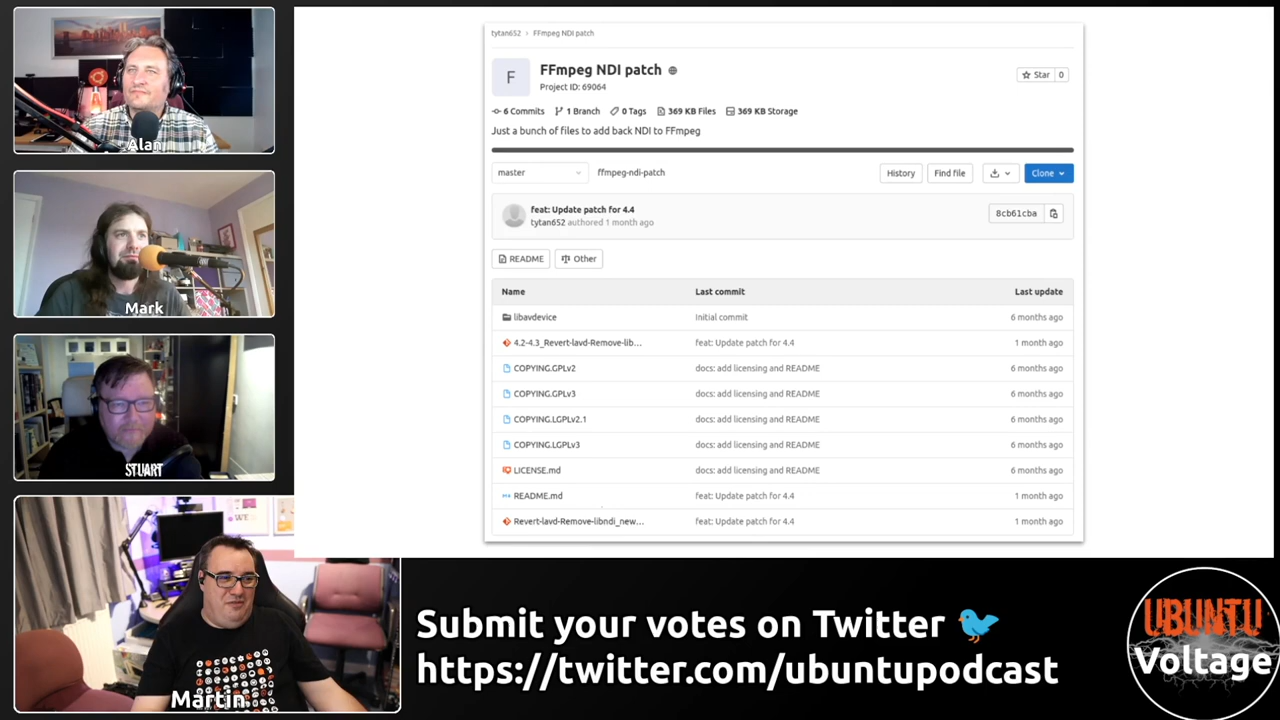 Alan
Mark
STUART
Martin
tytan652 › FFmpeg NDI patch
F
FFmpeg NDI patch
Project ID: 69064
Star 0
6 Commits 1 Branch 0 Tags 369 KB Files 369 KB Storage
Just a bunch of files to add back NDI to FFmpeg
master ffmpeg-ndi-patch History Find file Clone
feat: Update patch for 4.4
tytan652 authored 1 month ago
8cb61cba
README Other
Name Last commit Last update
libavdevice Initial commit 6 months ago
4.2-4.3_Revert-lavd-Remove-lib... feat: Update patch for 4.4 1 month ago
COPYING.GPLv2 docs: add licensing and README 6 months ago
COPYING.GPLv3 docs: add licensing and README 6 months ago
COPYING.LGPLv2.1 docs: add licensing and README 6 months ago
COPYING.LGPLv3 docs: add licensing and README 6 months ago
LICENSE.md docs: add licensing and README 6 months ago
README.md feat: Update patch for 4.4 1 month ago
Revert-lavd-Remove-libndi_new... feat: Update patch for 4.4 1 month ago
Submit your votes on Twitter 🐦
https://twitter.com/ubuntupodcast
UBUNTU
Voltage